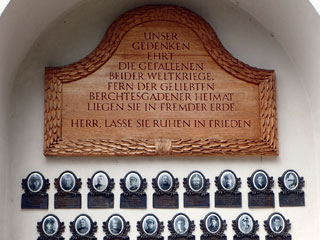 UNSER
GEDENKEN
EHRT
DIE GEFALLENEN
BEIDER WELTKRIEGE.
FERN DER GELIEBTEN
BERCHTESGADENER HEIMAT
LIEGEN SIE IN FREMDER ERDE.
HERR, LASSE SIE RUHEN IN FRIEDEN